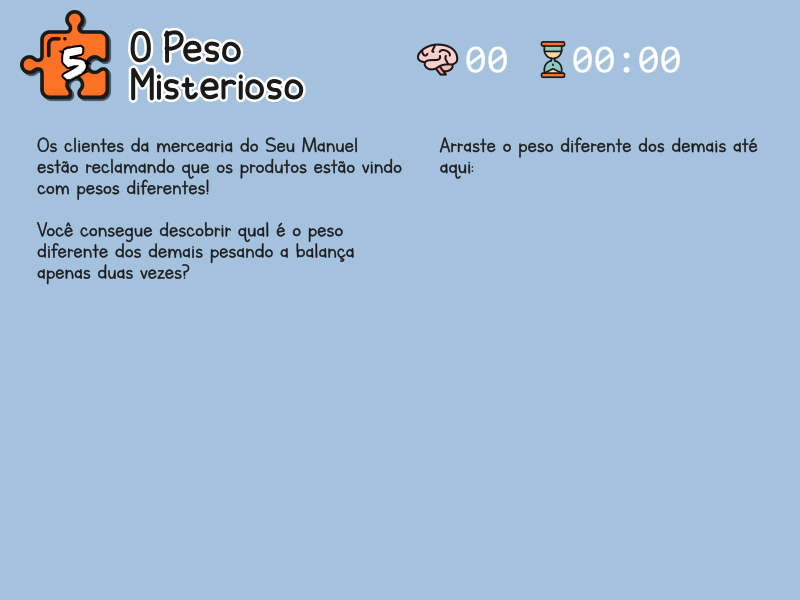 5
O Peso
Misterioso
00
00:00
Os clientes da mercearia do Seu Manuel
estão reclamando que os produtos estão vindo
com pesos diferentes!
Você consegue descobrir qual é o peso
diferente dos demais pesando a balança
apenas duas vezes?
Arraste o peso diferente dos demais até
aqui: